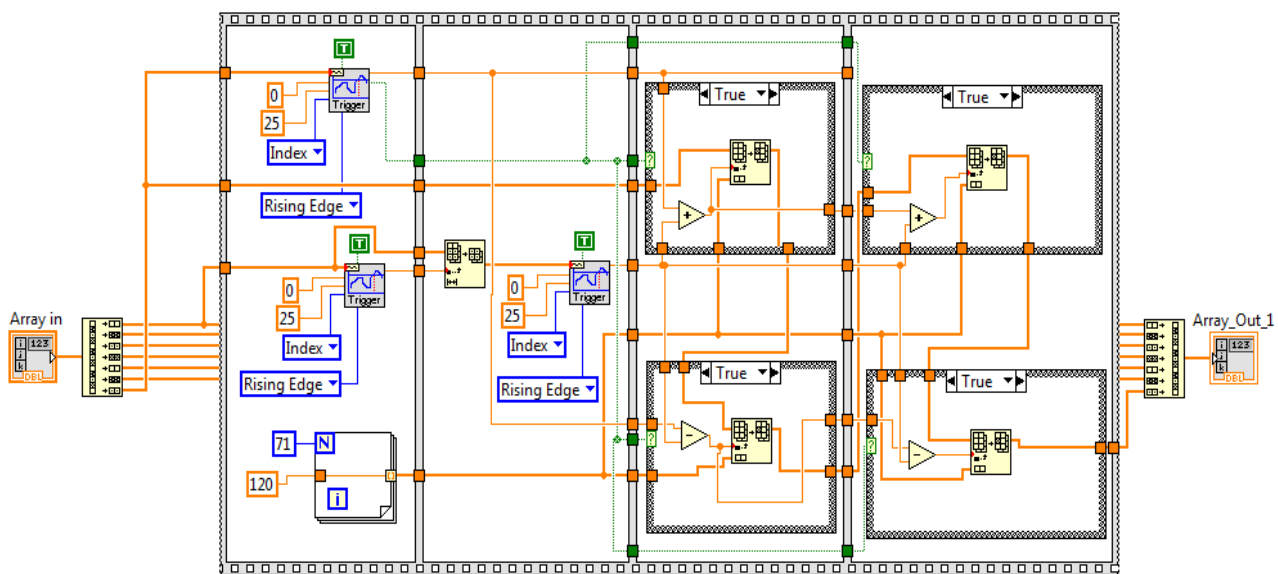 T
0
Trigger
25
Index
Rising Edge
T
0
Trigger
25
Index
Rising Edge
T
0
Trigger
25
Index
Rising Edge
71
N
120
i
True
?
True
?
True
?
True
?
+
+
-
-
Array in
i 123
j
k
DBL
Array_Out_1
i 123
j
k
DBL